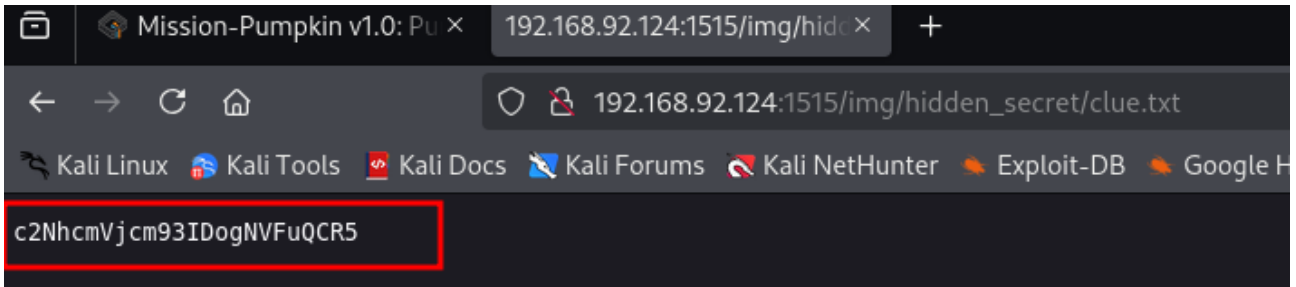 Mission-Pumpkin v1.0: Pu
192.168.92.124:1515/img/hidd
192.168.92.124:1515/img/hidden_secret/clue.txt
Kali Linux Kali Tools Kali Docs Kali Forums Kali NetHunter Exploit-DB Google H
c2NhcmVjcm93IDogNVFuQCR5